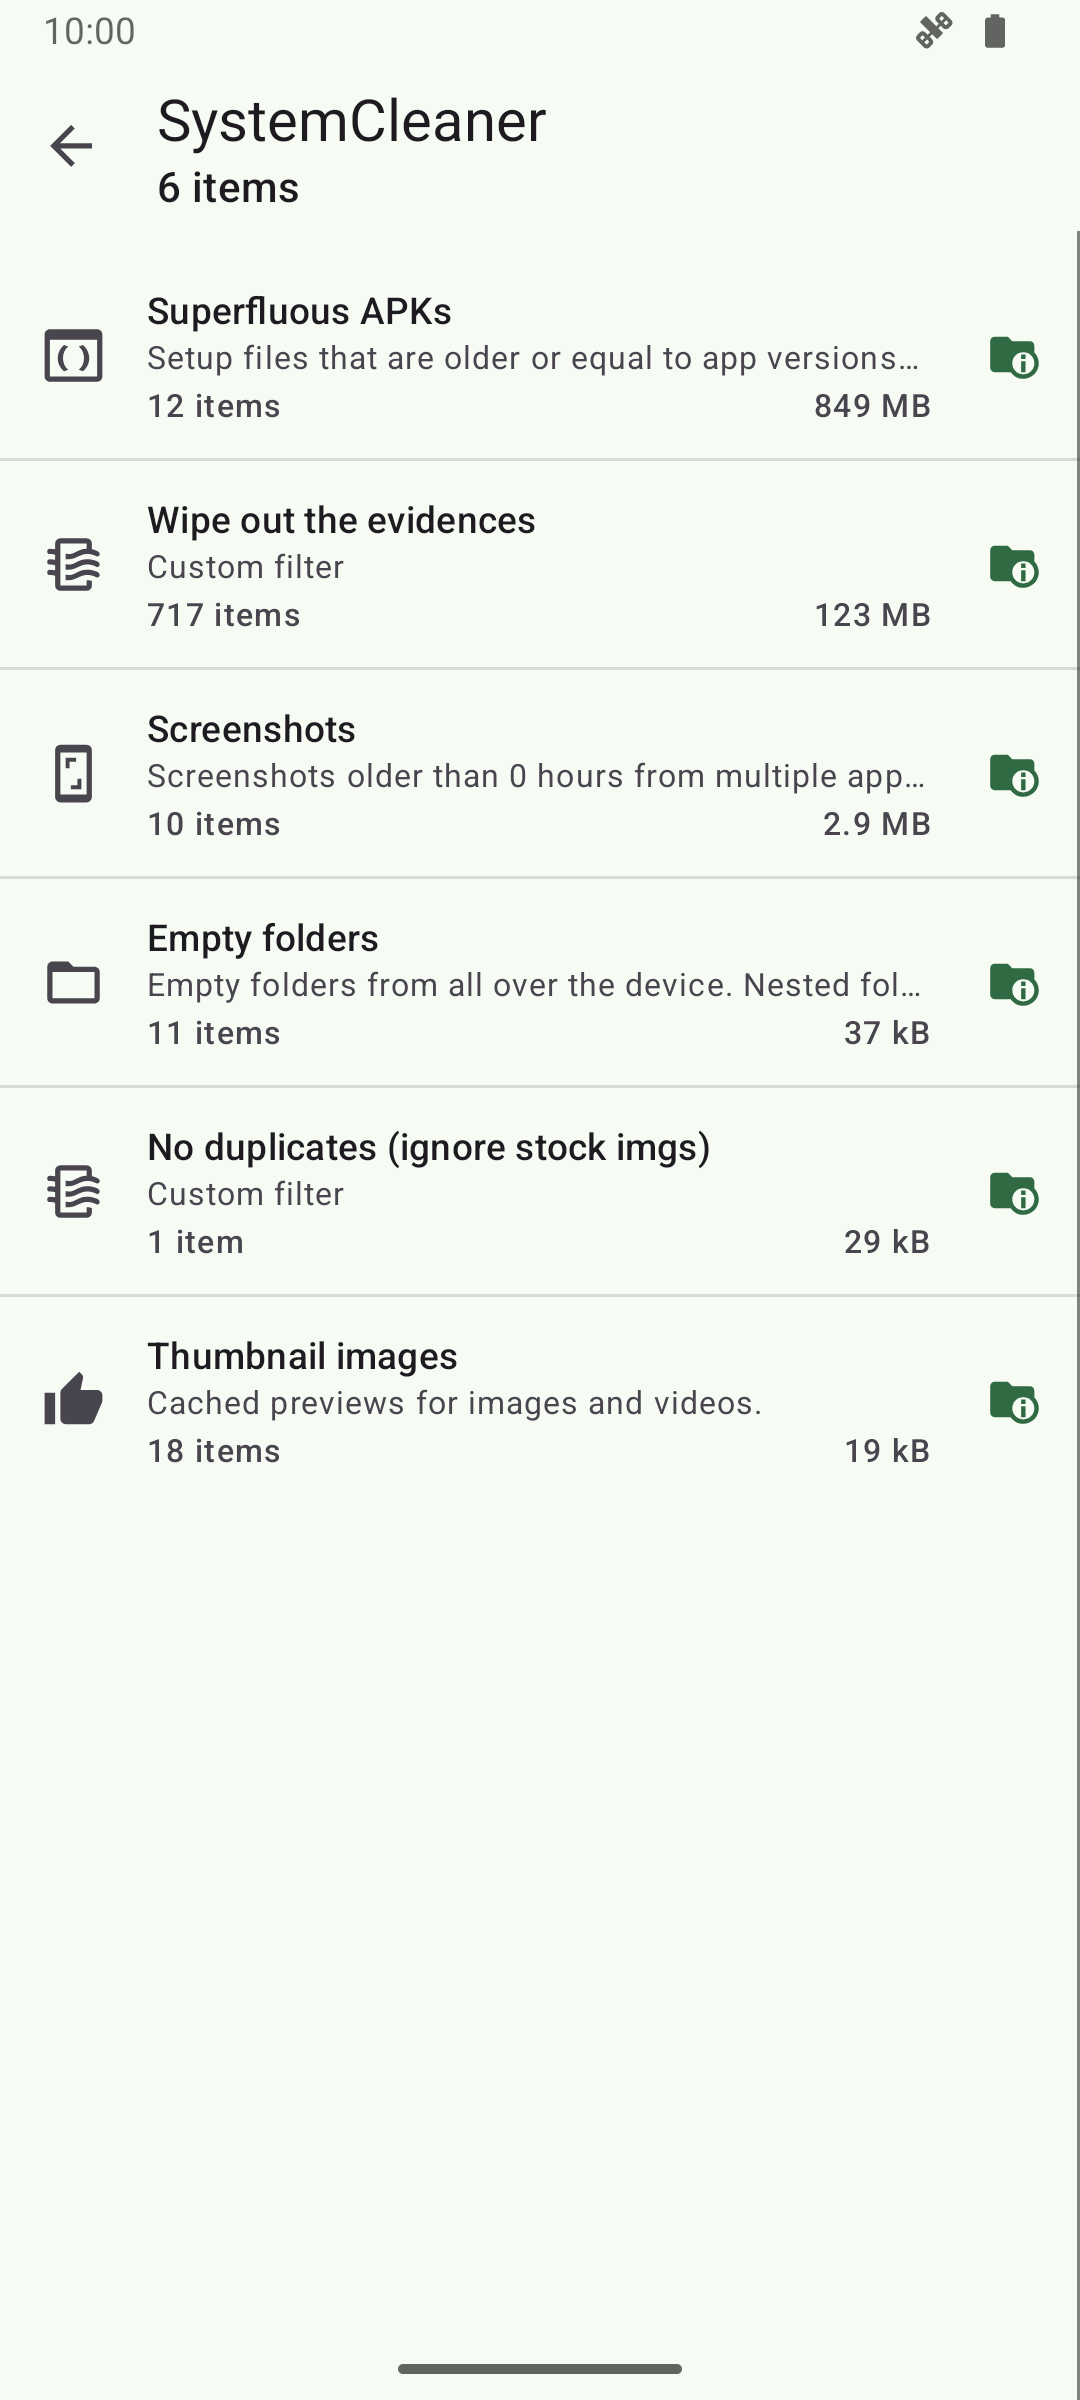 10:00
SystemCleaner
6 items
Superfluous APKs
Setup files that are older or equal to app versions…
12 items
849 MB
Wipe out the evidences
Custom filter
717 items
123 MB
Screenshots
Screenshots older than 0 hours from multiple app…
10 items
2.9 MB
Empty folders
Empty folders from all over the device. Nested fol…
11 items
37 kB
No duplicates (ignore stock imgs)
Custom filter
1 item
29 kB
Thumbnail images
Cached previews for images and videos.
18 items
19 kB